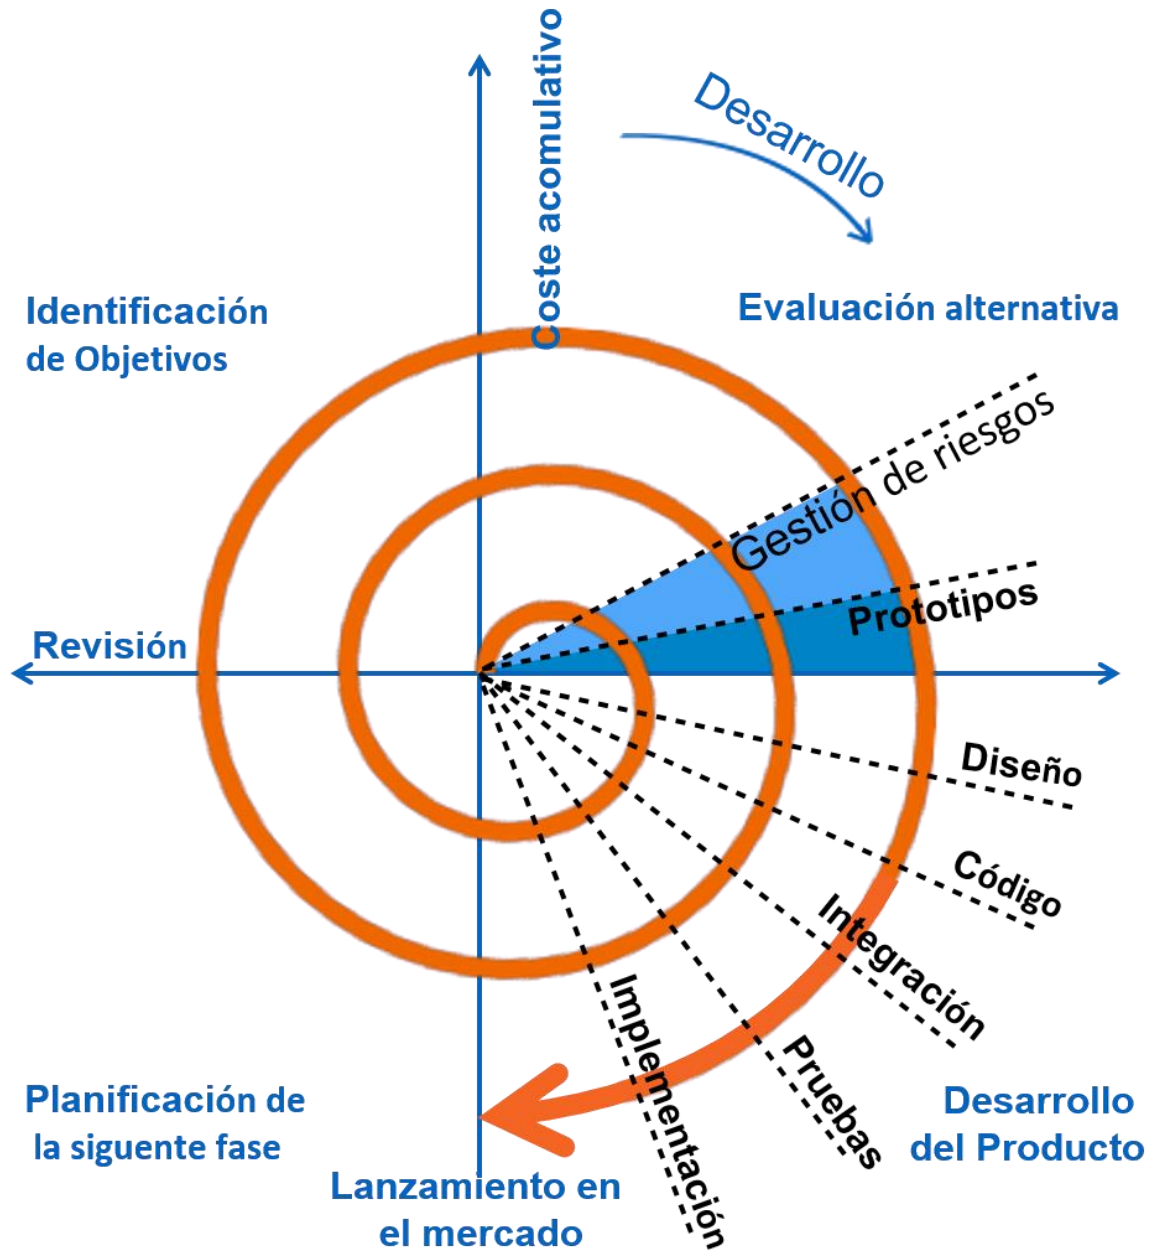 Coste acomulativo
Desarrollo
Identificación
de Objetivos
Evaluación alternativa
Gestión de riesgos
Prototipos
Revisión
Diseño
Código
Integración
Pruebas
Implementación
Planificación de
la siguente fase
Desarrollo
del Producto
Lanzamiento en
el mercado